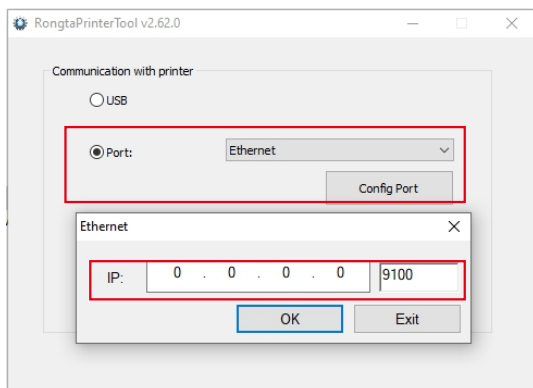 RongtaPrinterTool v2.62.0
Communication with printer
USB
Port: Ethernet
Config Port
Ethernet
IP: 0 . 0 . 0 . 0 9100
OK Exit